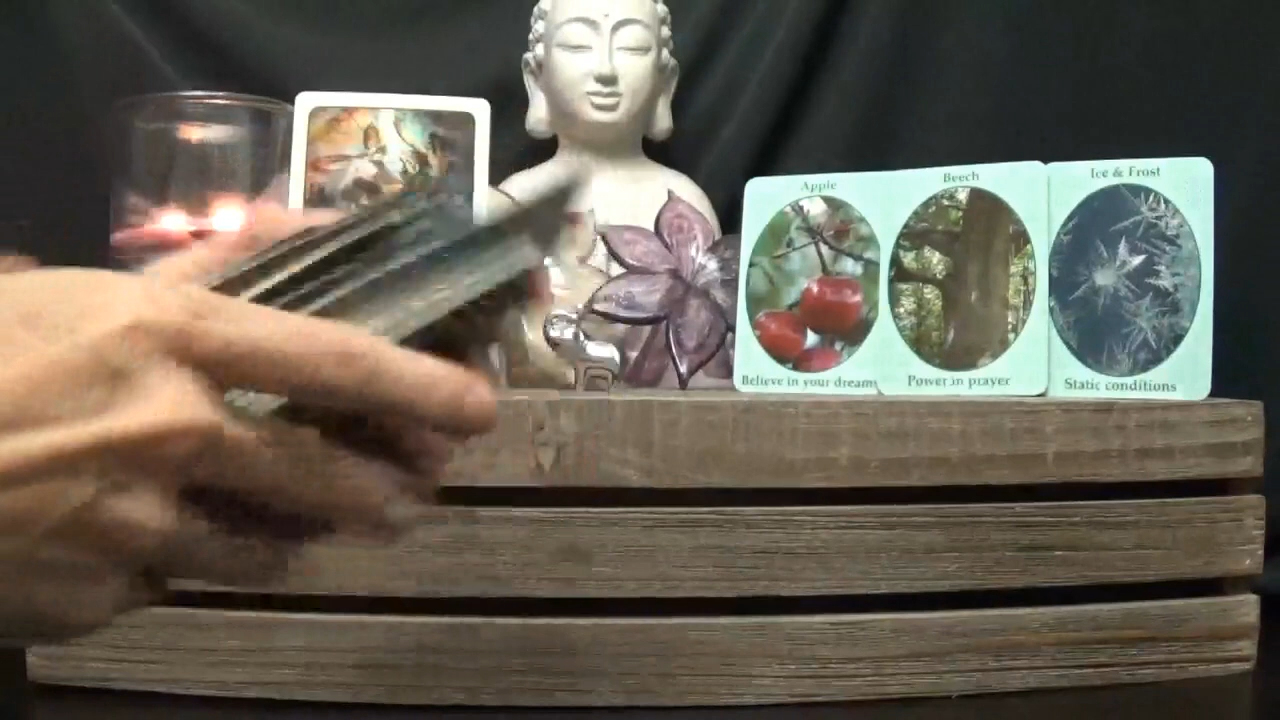 Apple
Believe in your dreams
Beech
Power in prayer
Ice & Frost
Static conditions